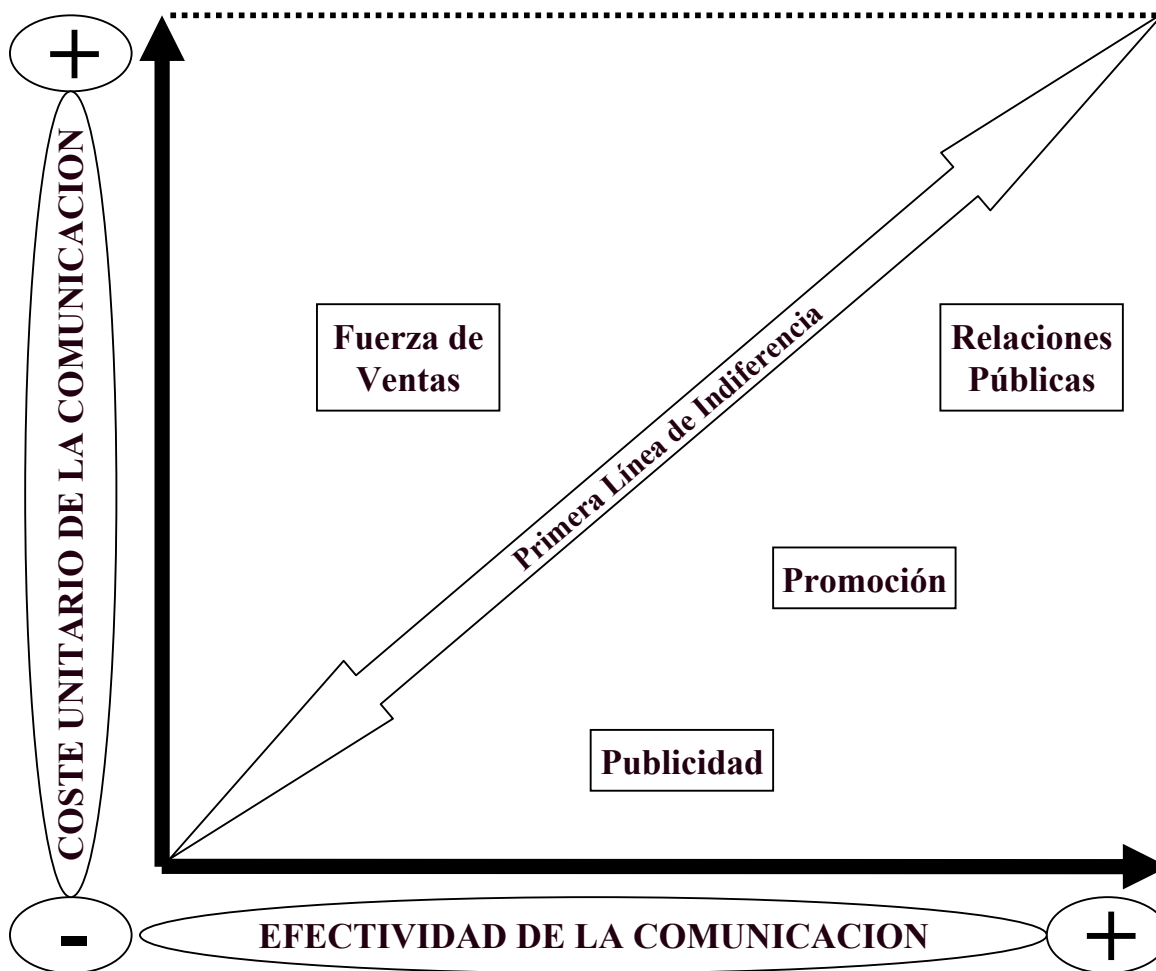 +
COSTE UNITARIO DE LA COMUNICACION
Fuerza de
Ventas
Primera Línea de Indiferencia
Relaciones
Públicas
Promoción
Publicidad
-
EFECTIVIDAD DE LA COMUNICACION
+